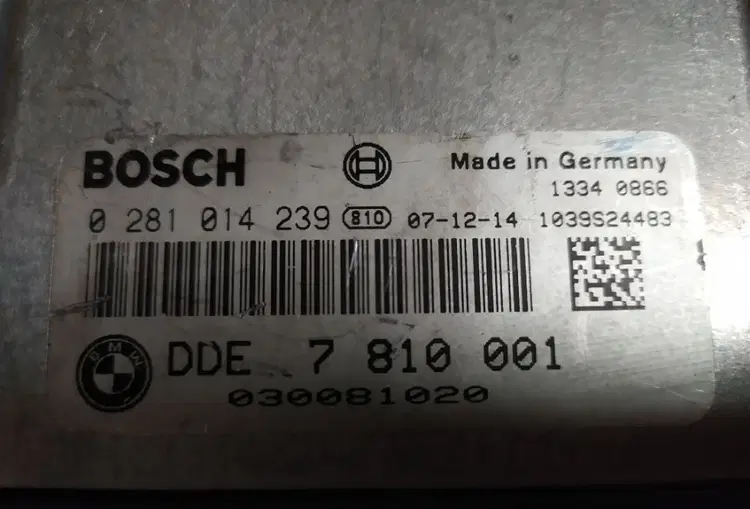 BOSCH Made in Germany
1334 0866
0 281 014 239 810 07-12-14 1039S24483
BMW DDE 7 810 001
030081020